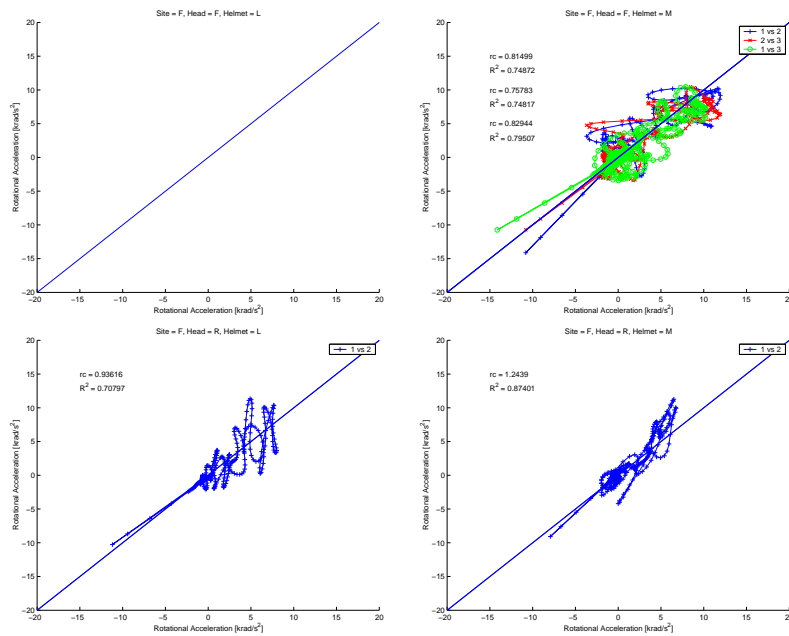 Site = F, Head = F, Helmet = L
20
15
10
5
0
−5
−10
−15
−20
Rotational Acceleration [krad/s²]
−20 −15 −10 −5 0 5 10 15 20
Rotational Acceleration [krad/s²]
Site = F, Head = F, Helmet = M
1 vs 2
2 vs 3
1 vs 3
rc = 0.81499
R² = 0.74872
rc = 0.75783
R² = 0.74817
rc = 0.82944
R² = 0.79507
20
15
10
5
0
−5
−10
−15
−20
Rotational Acceleration [krad/s²]
−20 −15 −10 −5 0 5 10 15 20
Rotational Acceleration [krad/s²]
Site = F, Head = R, Helmet = L
1 vs 2
rc = 0.93616
R² = 0.70797
20
15
10
5
0
−5
−10
−15
−20
Rotational Acceleration [krad/s²]
−20 −15 −10 −5 0 5 10 15 20
Rotational Acceleration [krad/s²]
Site = F, Head = R, Helmet = M
1 vs 2
rc = 1.2439
R² = 0.87401
20
15
10
5
0
−5
−10
−15
−20
Rotational Acceleration [krad/s²]
−20 −15 −10 −5 0 5 10 15 20
Rotational Acceleration [krad/s²]